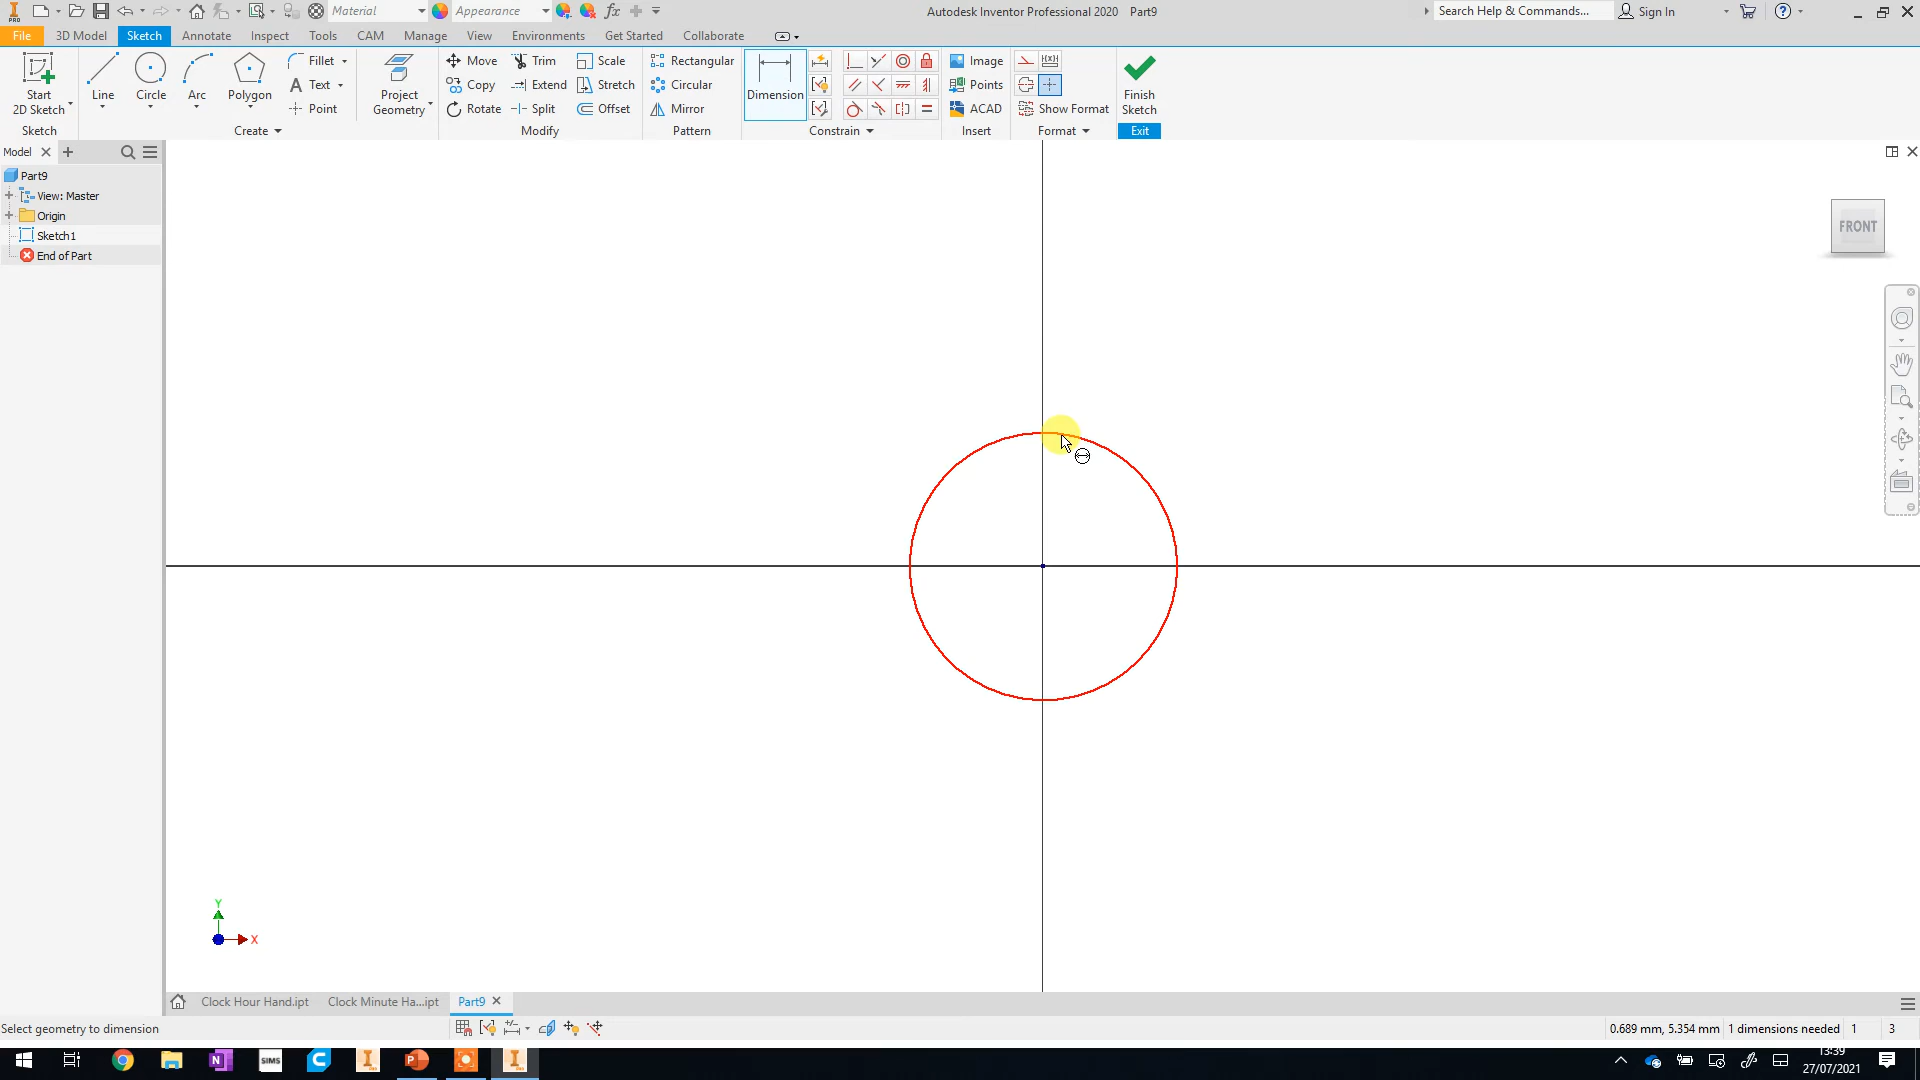 Material Appearance Autodesk Inventor Professional 2020 Part9 Search Help & Commands... Sign In
File 3D Model Sketch Annotate Inspect Tools CAM Manage View Environments Get Started Collaborate
Start
2D Sketch
Line
Circle
Arc
Polygon
Fillet
Text
Point
Project
Geometry
Move
Trim
Scale
Copy
Extend
Stretch
Rotate
Split
Offset
Rectangular
Circular
Mirror
Dimension
Image
Points
ACAD
Show Format
Finish
Sketch
Sketch Create Modify Pattern Constrain Insert Format Exit
Model
Part9
View: Master
Origin
Sketch1
End of Part
FRONT
Y
X
Clock Hour Hand.ipt Clock Minute Ha...ipt Part9
Select geometry to dimension 0.689 mm, 5.354 mm 1 dimensions needed 1 3
SIMS
13:39
27/07/2021